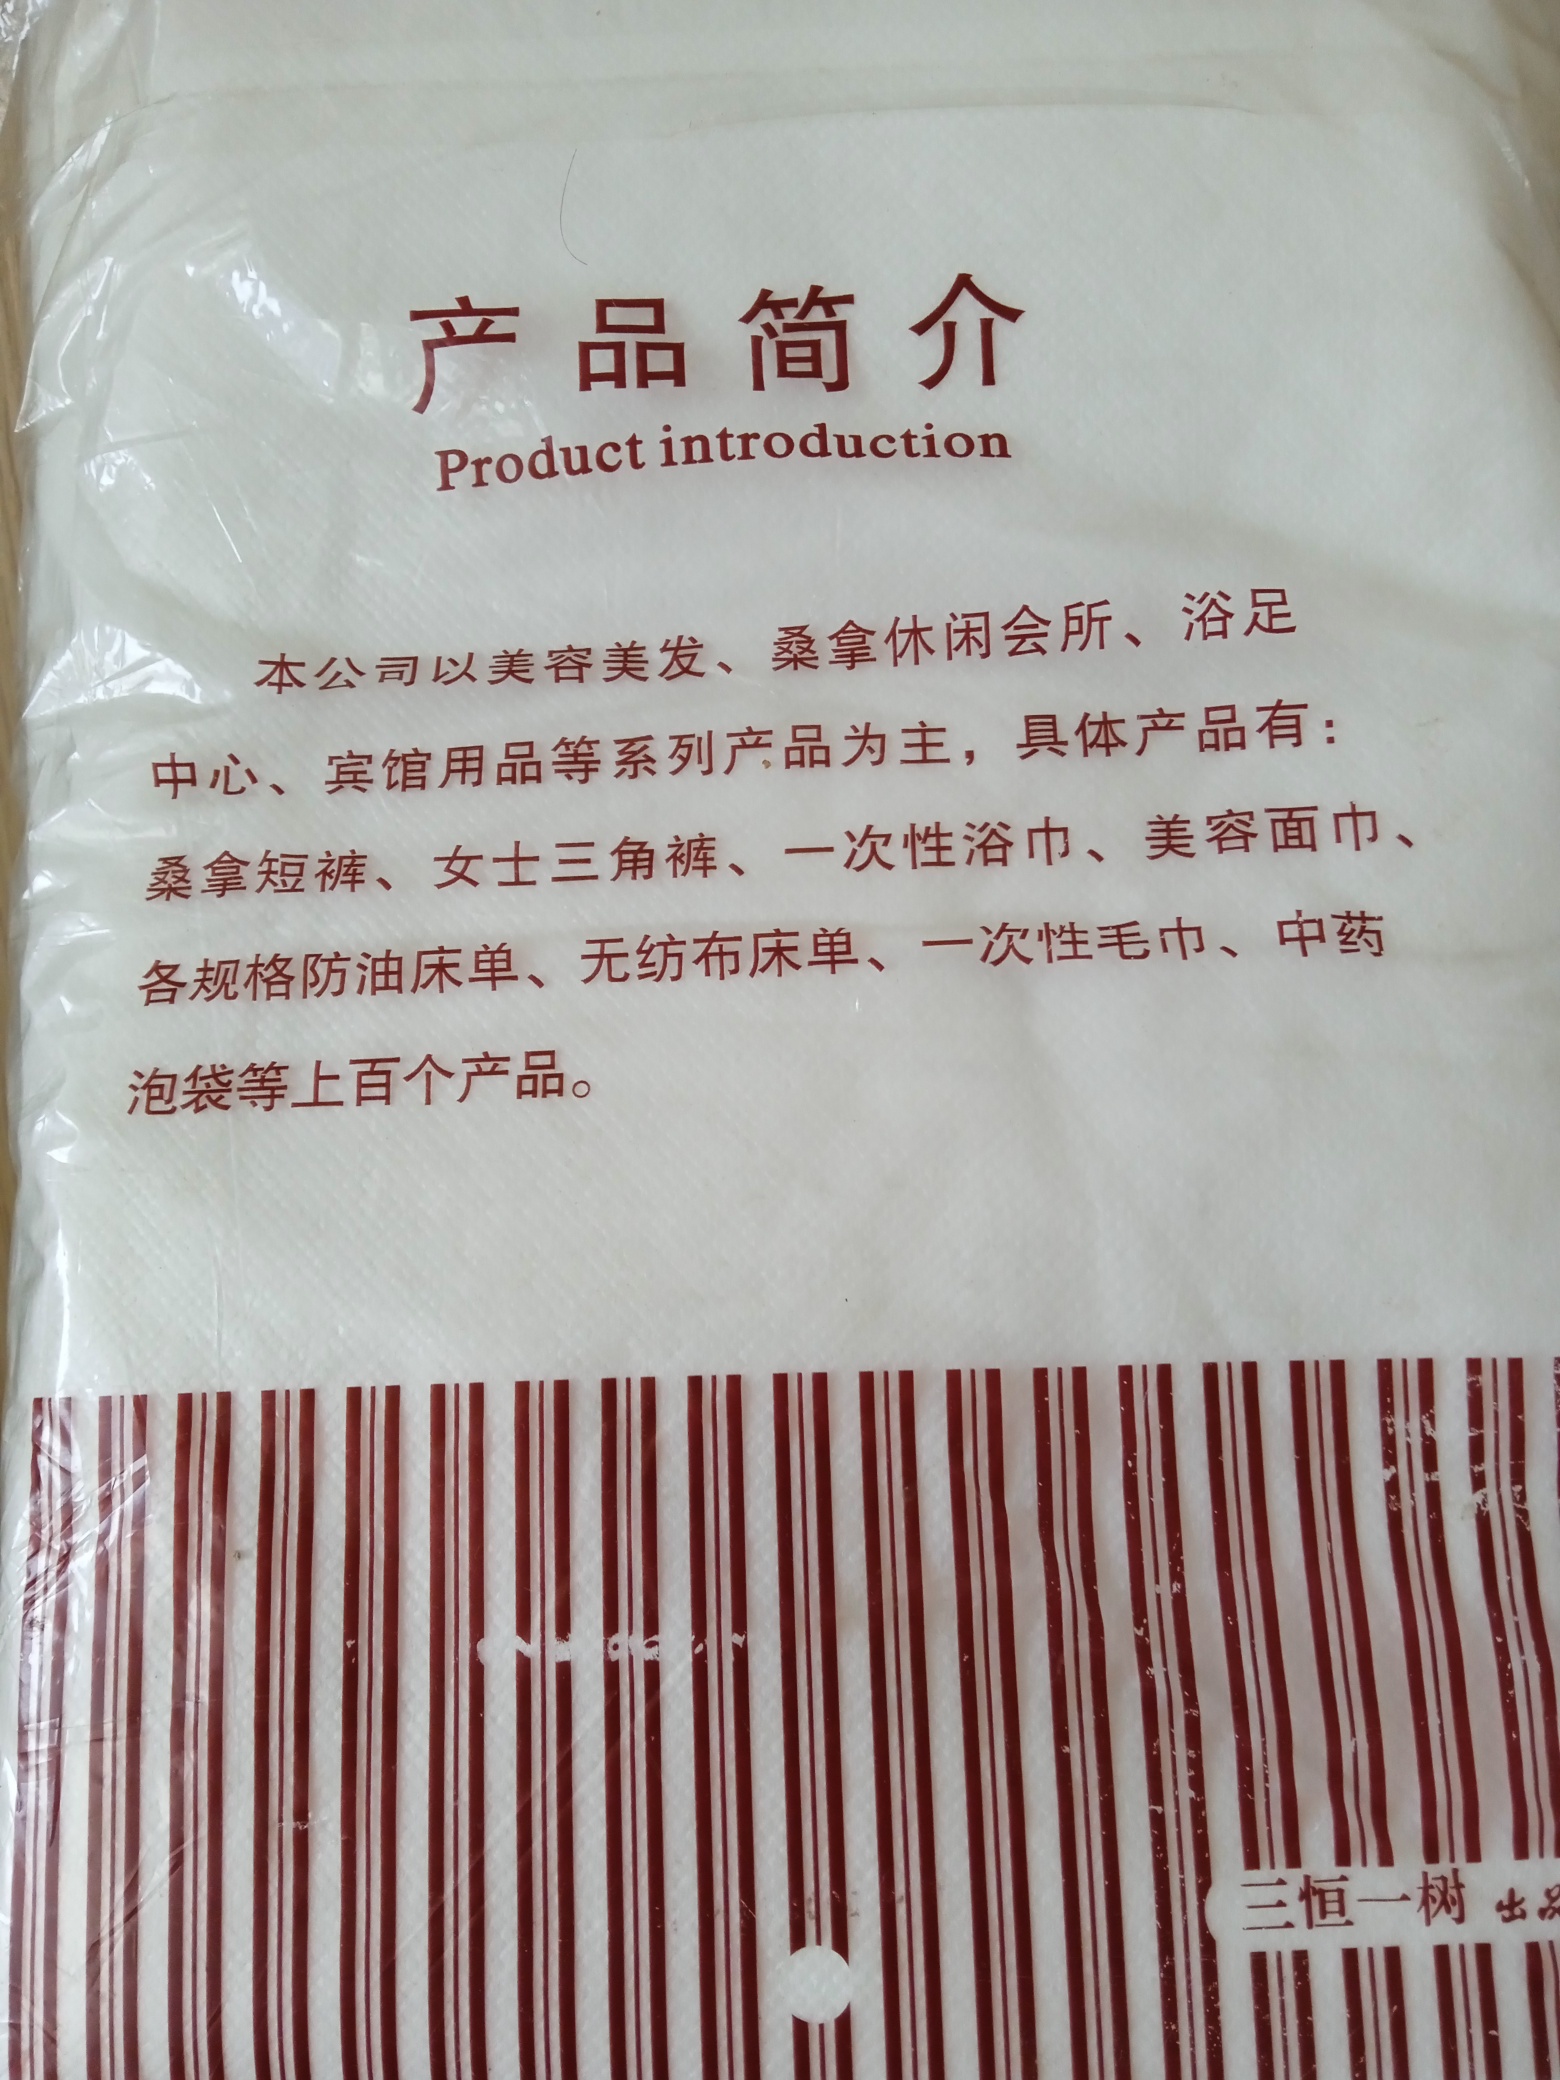 产品简介
Product introduction
本公司以美容美发、桑拿休闲会所、浴足
中心、宾馆用品等系列产品为主，具体产品有：
桑拿短裤、女士三角裤、一次性浴巾、美容面巾、
各规格防油床单、无纺布床单、一次性毛巾、中药
泡袋等上百个产品。
三恒一树 出品